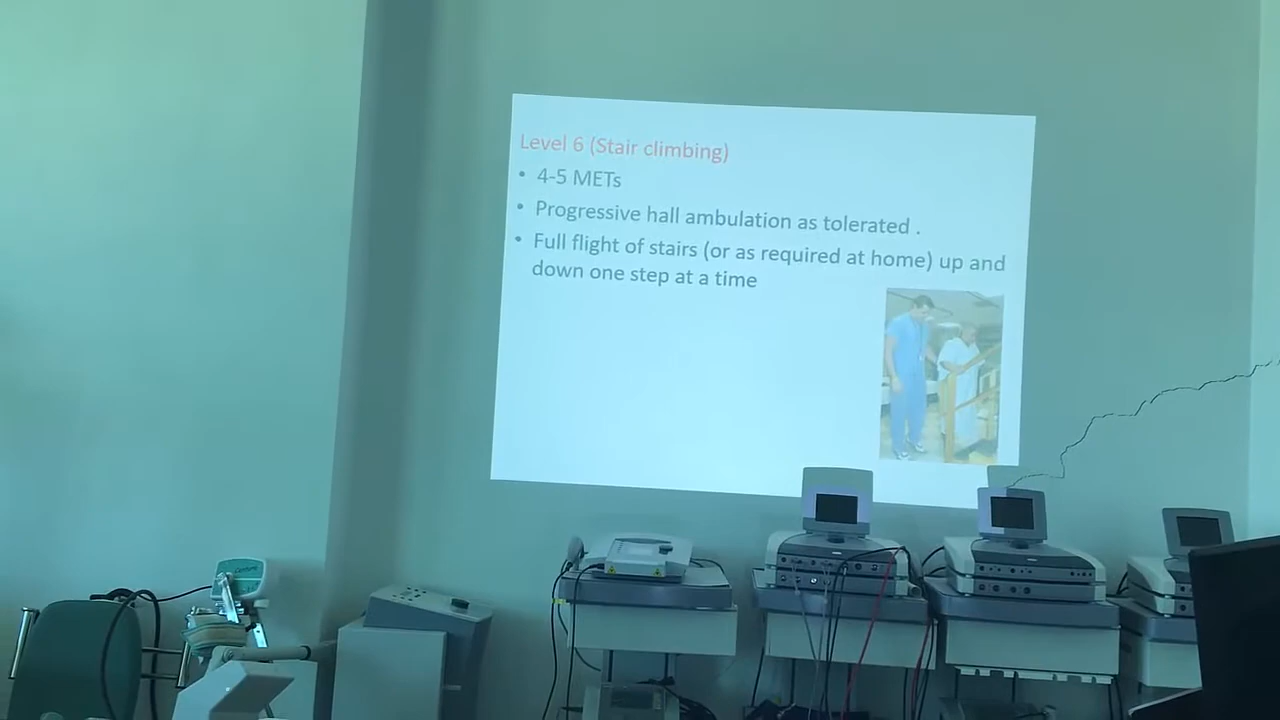 Level 6 (Stair climbing)
• 4-5 METs
• Progressive hall ambulation as tolerated .
• Full flight of stairs (or as required at home) up and
down one step at a time